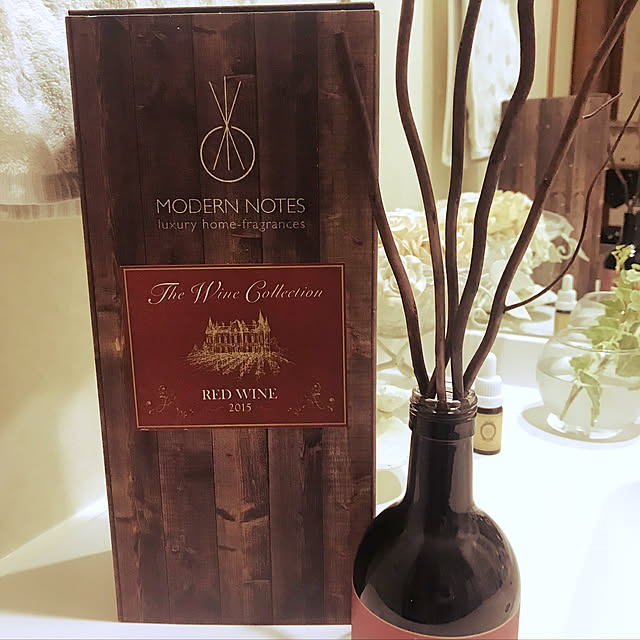 MODERN NOTES
luxury home-fragrances
The Wine Collection
RED WINE
2015